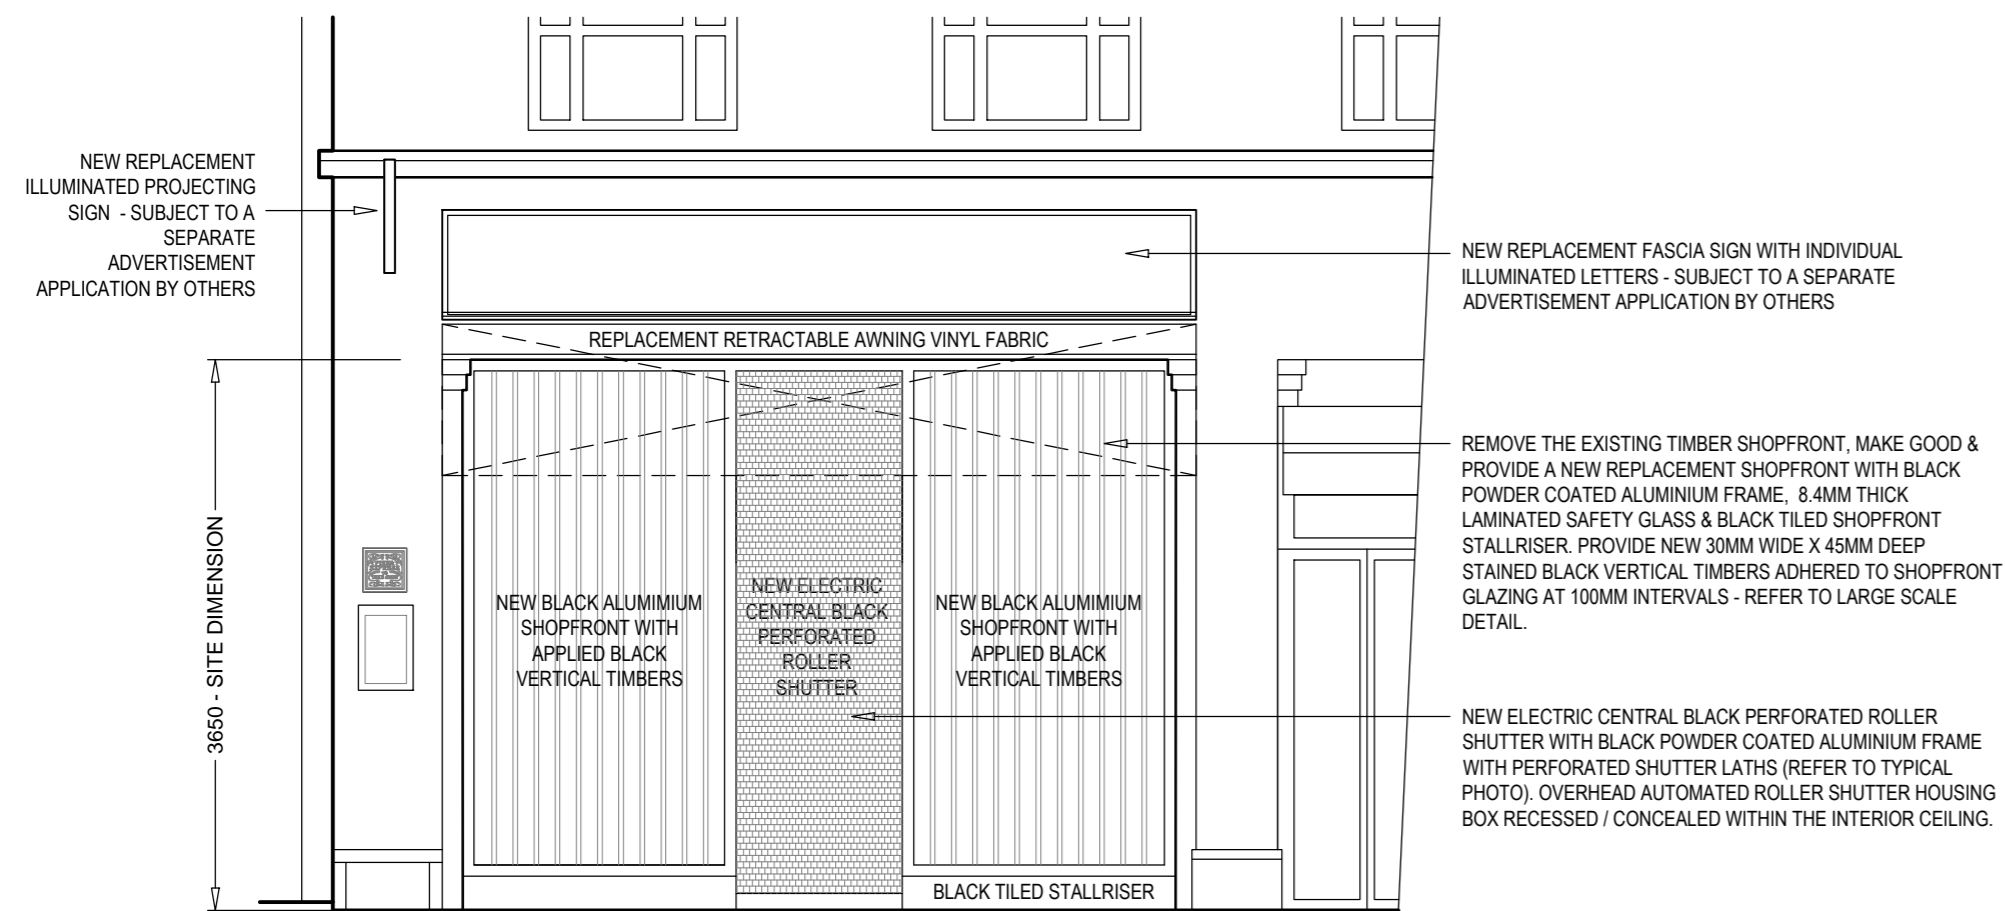 NEW REPLACEMENT
ILLUMINATED PROJECTING
SIGN - SUBJECT TO A
SEPARATE
ADVERTISEMENT
APPLICATION BY OTHERS
NEW REPLACEMENT FASCIA SIGN WITH INDIVIDUAL
ILLUMINATED LETTERS - SUBJECT TO A SEPARATE
ADVERTISEMENT APPLICATION BY OTHERS
REPLACEMENT RETRACTABLE AWNING VINYL FABRIC
3650 - SITE DIMENSION
NEW BLACK ALUMIMIUM
SHOPFRONT WITH
APPLIED BLACK
VERTICAL TIMBERS
NEW ELECTRIC
CENTRAL BLACK
PERFORATED
ROLLER
SHUTTER
NEW BLACK ALUMIMIUM
SHOPFRONT WITH
APPLIED BLACK
VERTICAL TIMBERS
BLACK TILED STALLRISER
REMOVE THE EXISTING TIMBER SHOPFRONT, MAKE GOOD &
PROVIDE A NEW REPLACEMENT SHOPFRONT WITH BLACK
POWDER COATED ALUMINIUM FRAME, 8.4MM THICK
LAMINATED SAFETY GLASS & BLACK TILED SHOPFRONT
STALLRISER. PROVIDE NEW 30MM WIDE X 45MM DEEP
STAINED BLACK VERTICAL TIMBERS ADHERED TO SHOPFRONT
GLAZING AT 100MM INTERVALS - REFER TO LARGE SCALE
DETAIL.
NEW ELECTRIC CENTRAL BLACK PERFORATED ROLLER
SHUTTER WITH BLACK POWDER COATED ALUMINIUM FRAME
WITH PERFORATED SHUTTER LATHS (REFER TO TYPICAL
PHOTO). OVERHEAD AUTOMATED ROLLER SHUTTER HOUSING
BOX RECESSED / CONCEALED WITHIN THE INTERIOR CEILING.